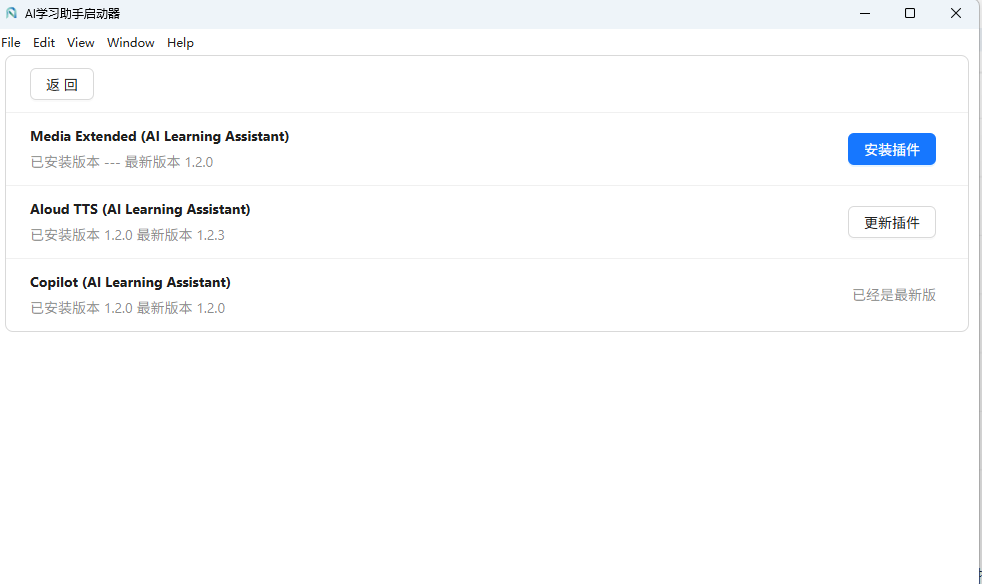 AI学习助手启动器
File Edit View Window Help
返 回
Media Extended (AI Learning Assistant)
已安装版本 --- 最新版本 1.2.0
安装插件
Aloud TTS (AI Learning Assistant)
已安装版本 1.2.0 最新版本 1.2.3
更新插件
Copilot (AI Learning Assistant)
已安装版本 1.2.0 最新版本 1.2.0
已经是最新版